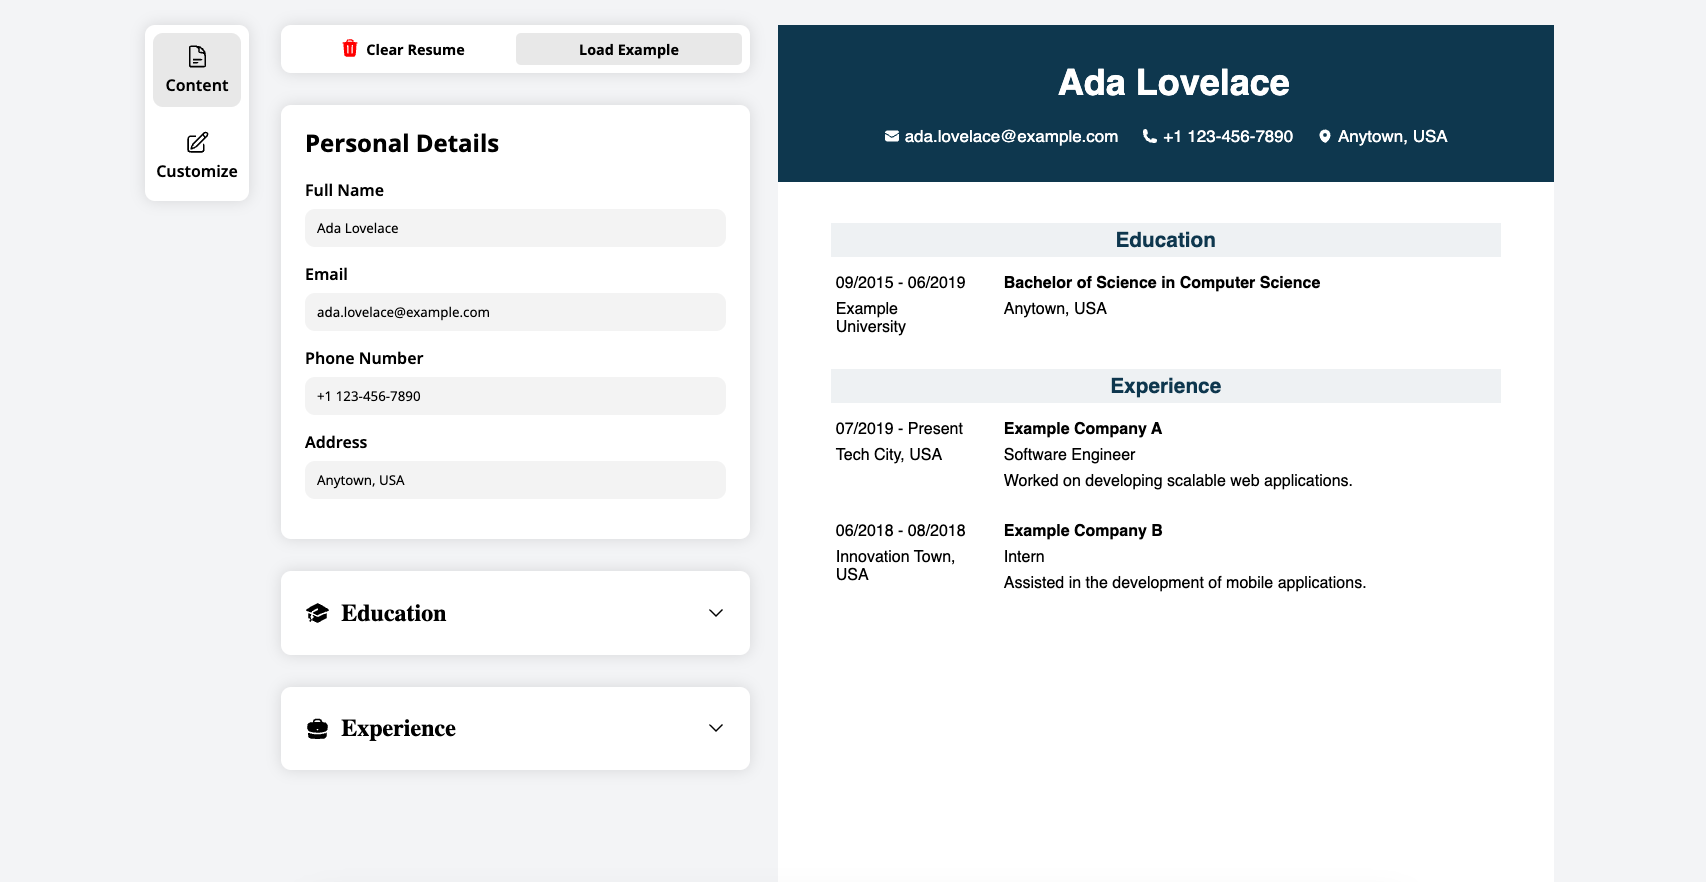 Content
Customize
Clear Resume
Load Example
Personal Details
Full Name
Ada Lovelace
Email
ada.lovelace@example.com
Phone Number
+1 123-456-7890
Address
Anytown, USA
Education
Experience
Ada Lovelace
ada.lovelace@example.com +1 123-456-7890 Anytown, USA
Education
09/2015 - 06/2019 Bachelor of Science in Computer Science
Example Anytown, USA
University
Experience
07/2019 - Present Example Company A
Tech City, USA Software Engineer
Worked on developing scalable web applications.
06/2018 - 08/2018 Example Company B
Innovation Town, Intern
USA
Assisted in the development of mobile applications.